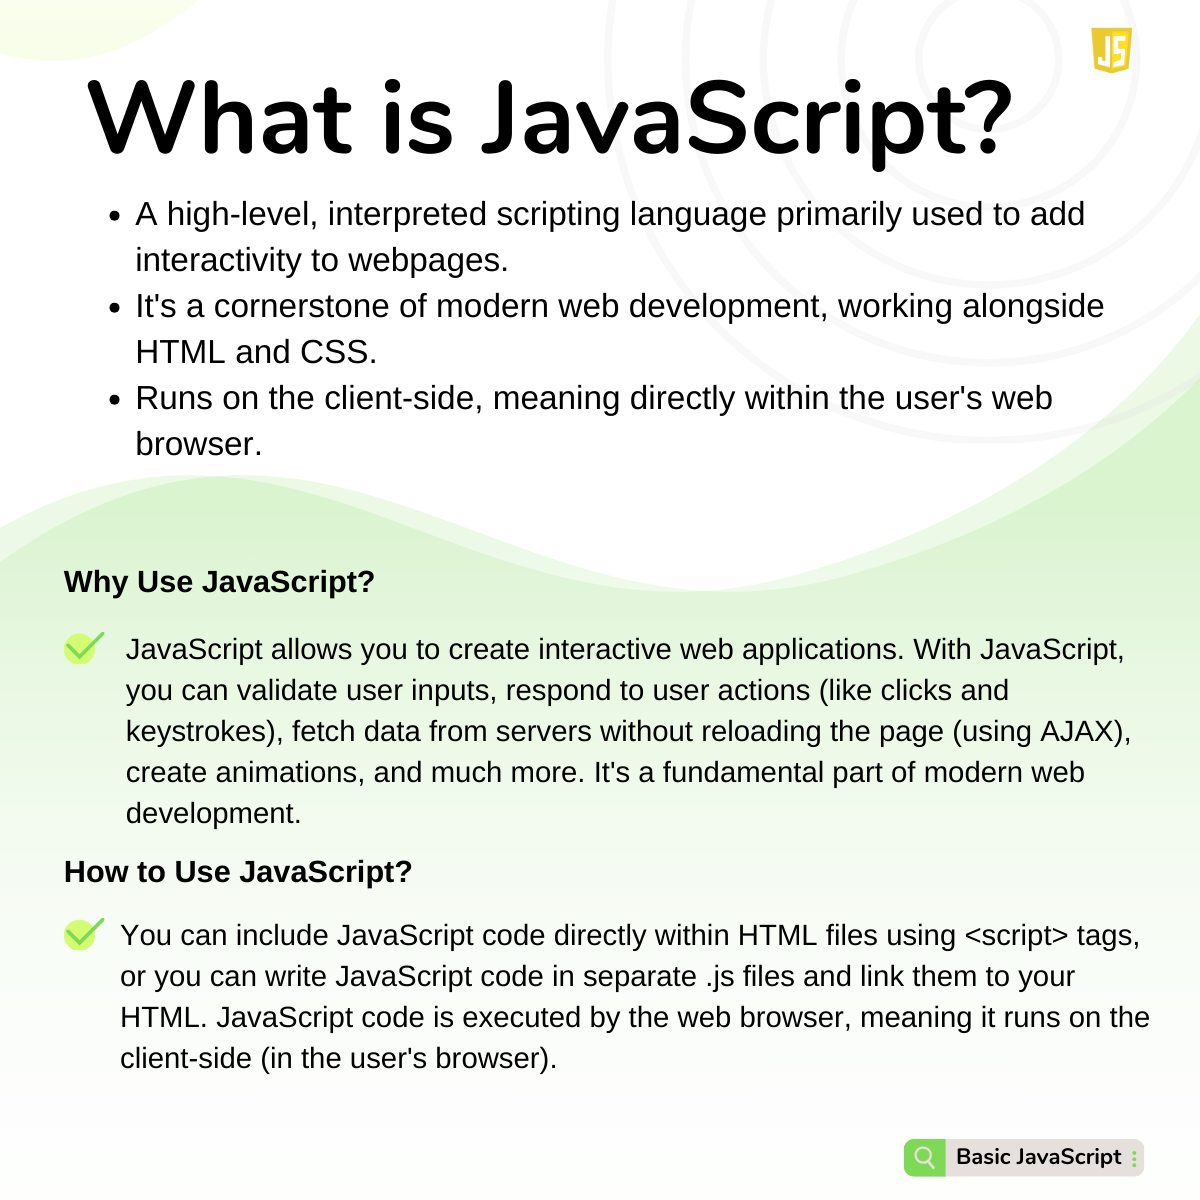 JS
What is JavaScript?
• A high-level, interpreted scripting language primarily used to add
interactivity to webpages.
• It's a cornerstone of modern web development, working alongside
HTML and CSS.
• Runs on the client-side, meaning directly within the user's web
browser.
Why Use JavaScript?
JavaScript allows you to create interactive web applications. With JavaScript,
you can validate user inputs, respond to user actions (like clicks and
keystrokes), fetch data from servers without reloading the page (using AJAX),
create animations, and much more. It's a fundamental part of modern web
development.
How to Use JavaScript?
You can include JavaScript code directly within HTML files using <script> tags,
or you can write JavaScript code in separate .js files and link them to your
HTML. JavaScript code is executed by the web browser, meaning it runs on the
client-side (in the user's browser).
Basic JavaScript